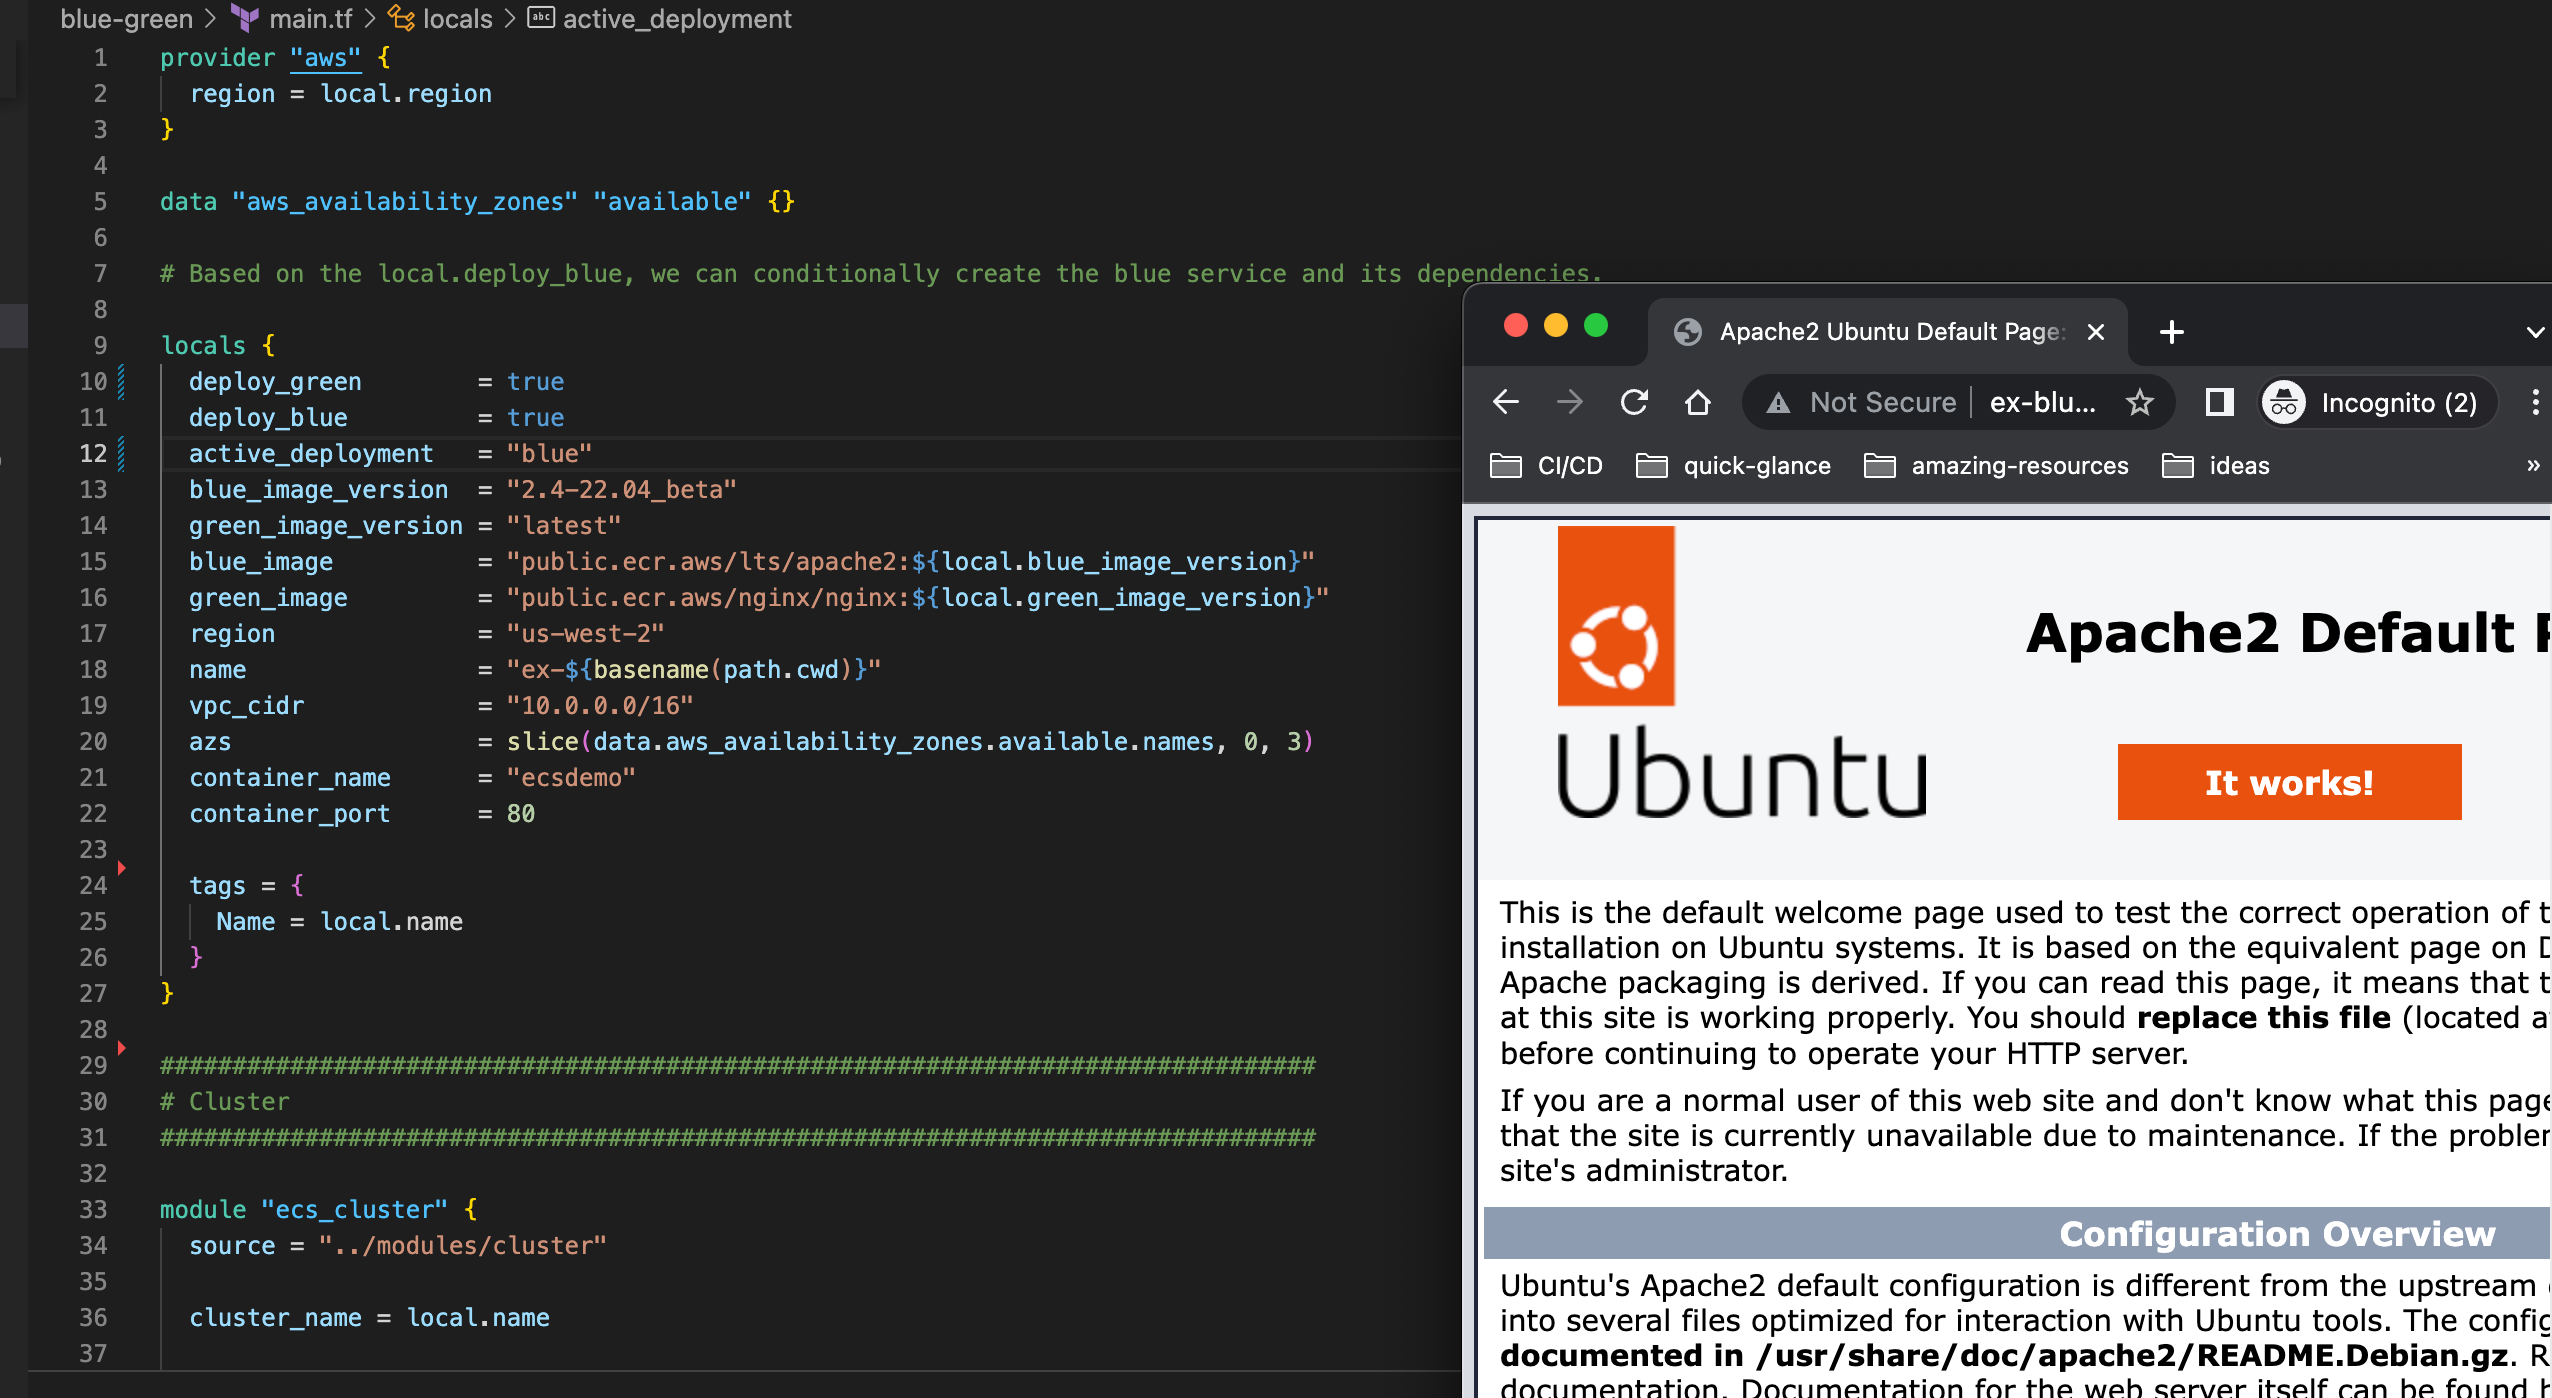 blue-green > main.tf > locals > active_deployment
1 provider "aws" {
2 region = local.region
3 }
4
5 data "aws_availability_zones" "available" {}
6
7 # Based on the local.deploy_blue, we can conditionally create the blue service and its dependencies.
8
9 locals {
10 deploy_green = true
11 deploy_blue = true
12 active_deployment = "blue"
13 blue_image_version = "2.4-22.04_beta"
14 green_image_version = "latest"
15 blue_image = "public.ecr.aws/lts/apache2:${local.blue_image_version}"
16 green_image = "public.ecr.aws/nginx/nginx:${local.green_image_version}"
17 region = "us-west-2"
18 name = "ex-${basename(path.cwd)}"
19 vpc_cidr = "10.0.0.0/16"
20 azs = slice(data.aws_availability_zones.available.names, 0, 3)
21 container_name = "ecsdemo"
22 container_port = 80
23
24 tags = {
25 Name = local.name
26 }
27 }
28
29 ################################################################################
30 # Cluster
31 ################################################################################
32
33 module "ecs_cluster" {
34 source = "../modules/cluster"
35
36 cluster_name = local.name
37
Apache2 Ubuntu Default Page:
Not Secure | ex-blu... Incognito (2)
CI/CD quick-glance amazing-resources ideas »
Ubuntu
Apache2 Default
It works!
This is the default welcome page used to test the correct operation of
installation on Ubuntu systems. It is based on the equivalent page on
Apache packaging is derived. If you can read this page, it means that
at this site is working properly. You should replace this file (located
before continuing to operate your HTTP server.
If you are a normal user of this web site and don't know what this page
that the site is currently unavailable due to maintenance. If the
site's administrator.
Configuration Overview
Ubuntu's Apache2 default configuration is different from the upstream
into several files optimized for interaction with Ubuntu tools. The
documented in /usr/share/doc/apache2/README.Debian.gz.
documentation. Documentation for the web server itself can be found